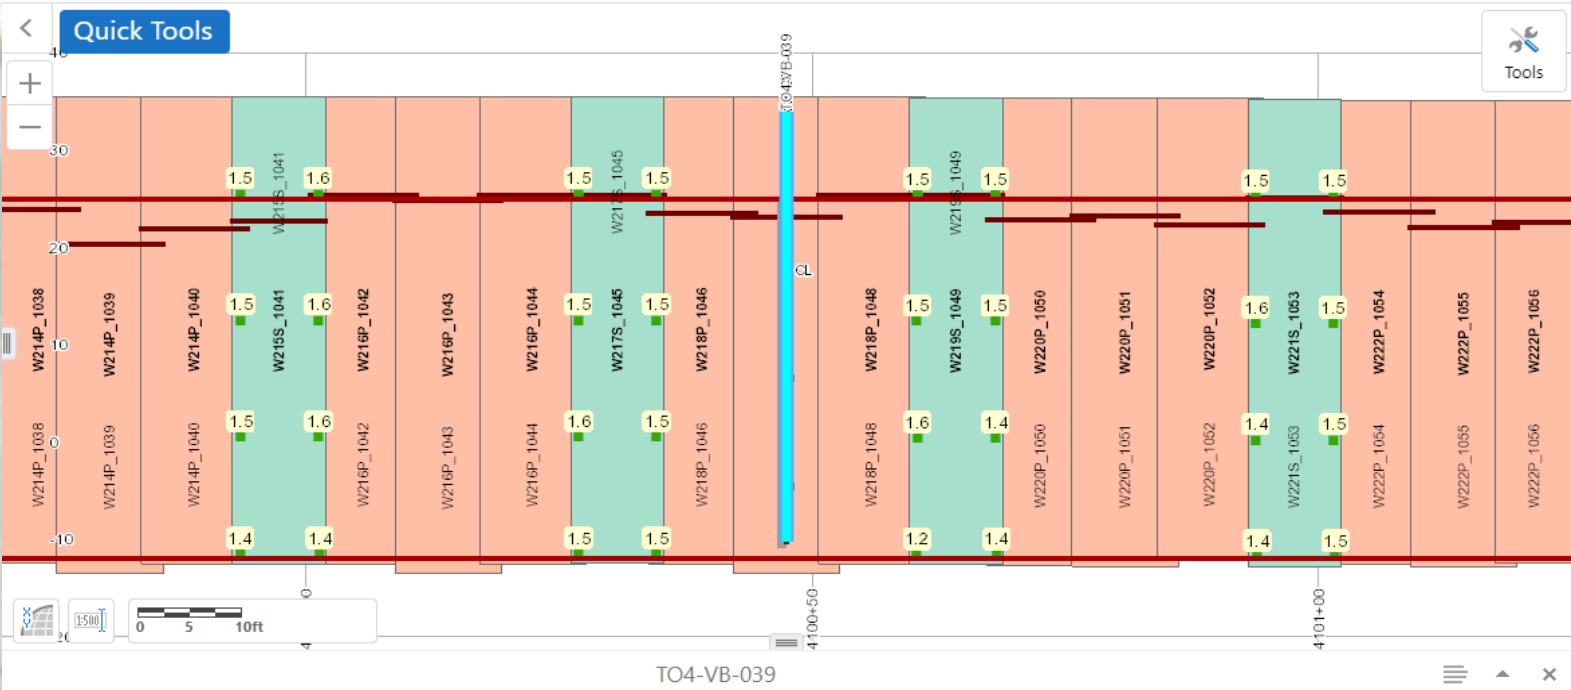 Quick Tools
Tools
40
30
20
10
0
-10
TO4-VB-039
CL
1.5
1.6
1.5
1.5
1.5
1.5
1.5
1.5
W215S_1041
W217S_1045
W219S_1049
1.5
1.6
1.5
1.5
1.5
1.5
1.6
1.5
W214P_1038
W214P_1039
W214P_1040
W215S_1041
W216P_1042
W216P_1043
W216P_1044
W217S_1045
W218P_1046
W218P_1048
W219S_1049
W220P_1050
W220P_1051
W220P_1052
W221S_1053
W222P_1054
W222P_1055
W222P_1056
1.5
1.6
1.6
1.5
1.6
1.4
1.4
1.5
W214P_1038
W214P_1039
W214P_1040
W216P_1042
W216P_1043
W216P_1044
W218P_1046
W218P_1048
W220P_1050
W220P_1051
W220P_1052
W221S_1053
W222P_1054
W222P_1055
W222P_1056
1.4
1.4
1.5
1.5
1.2
1.4
1.4
1.5
4100+50
4101+00
X,Y
1:500
0 5 10ft
TO4-VB-039